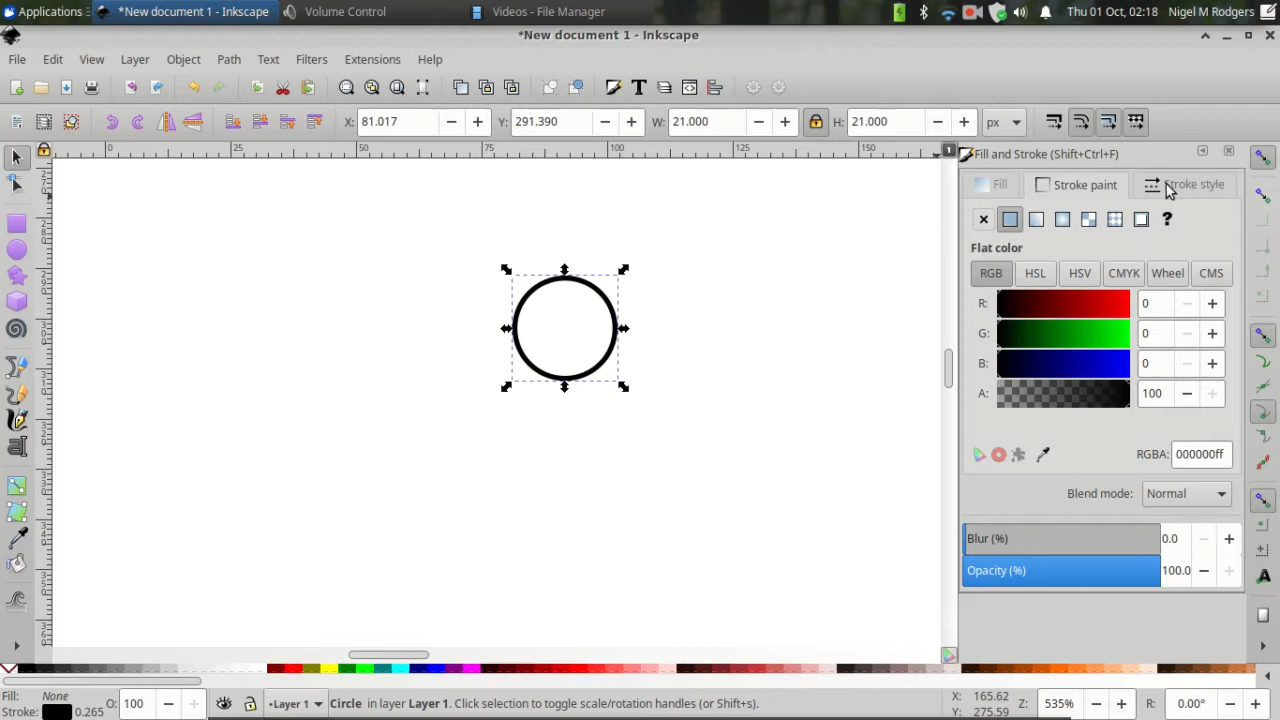 Applications
*New document 1 - Inkscape
Volume Control
Videos - File Manager
Thu 01 Oct, 02:18
Nigel M Rodgers
*New document 1 - Inkscape
File Edit View Layer Object Path Filters Text Extensions Help
X: 81.017 Y: 291.390 W: 21.000 H: 21.000 px
0 25 50 75 100 125 150
1
Fill and Stroke (Shift+Ctrl+F)
Fill Stroke paint Stroke style
?
Flat color
RGB HSL HSV CMYK Wheel CMS
R: 0
G: 0
B: 0
A: 100
RGBA: 000000ff
Blend mode: Normal
Blur (%) 0.0
Opacity (%) 100.0
Fill: None
Stroke: 0.265
O: 100
Layer 1
Circle in layer Layer 1. Click selection to toggle scale/rotation handles (or Shift+s).
X: 165.62
Y: 275.59
Z: 535%
R: 0.00°